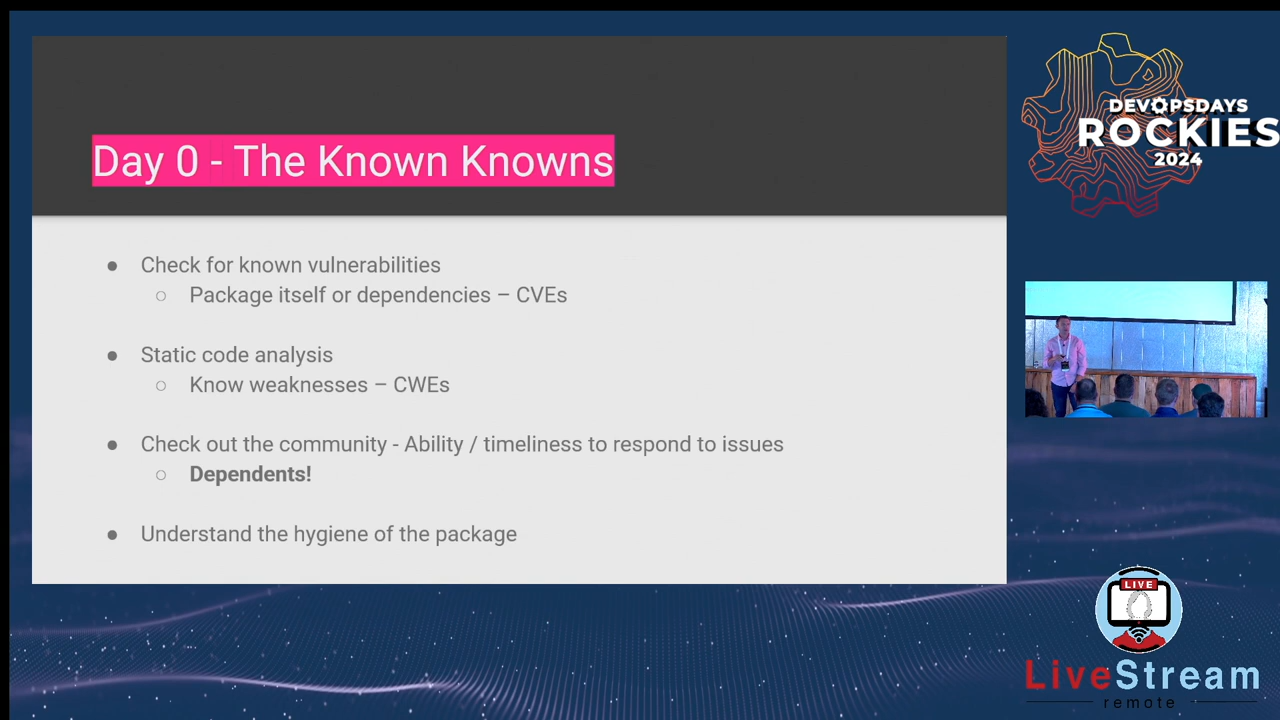 Day 0 - The Known Knowns
● Check for known vulnerabilities
○ Package itself or dependencies – CVEs
● Static code analysis
○ Know weaknesses – CWEs
● Check out the community - Ability / timeliness to respond to issues
○ Dependents!
● Understand the hygiene of the package
DEVOPSDAYS
ROCKIES
2024
LIVE
LiveStream
remote